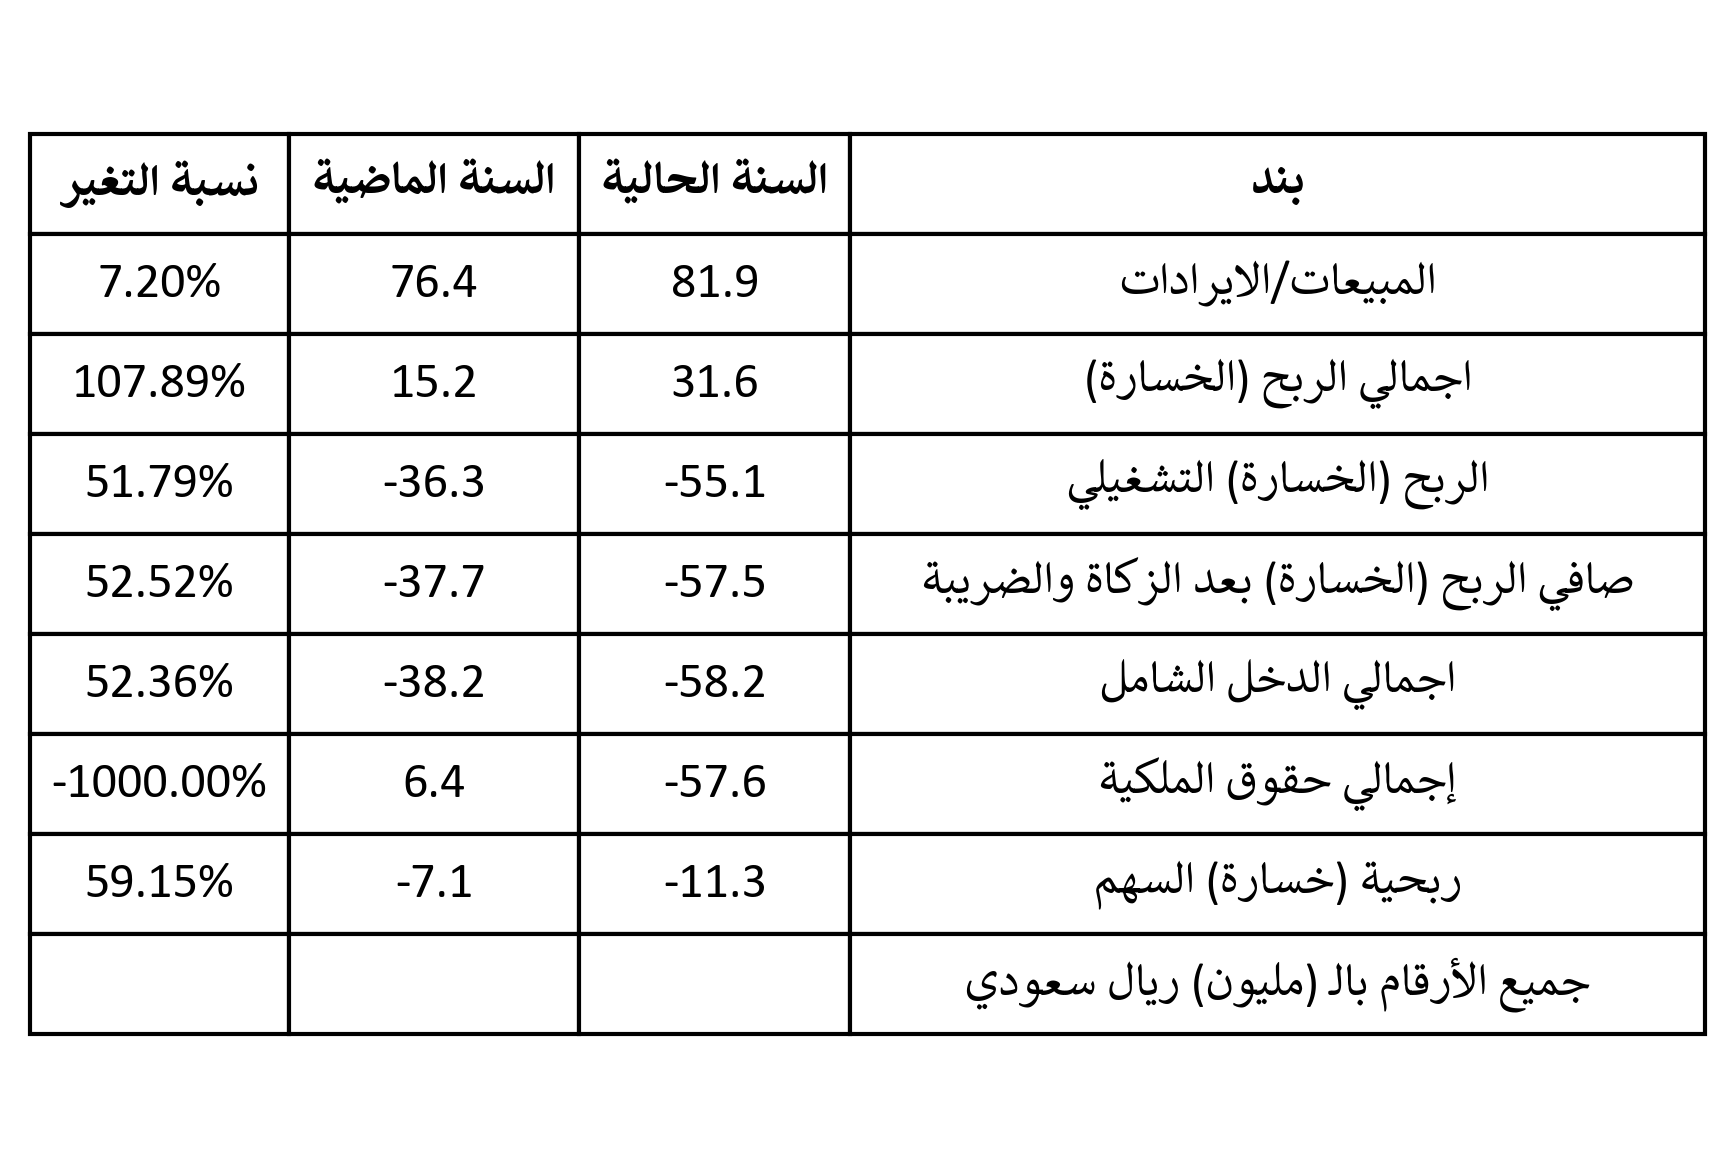 بند السنة الحالية السنة الماضية نسبة التغير
المبيعات/الايرادات 81.9 76.4 7.20%
اجمالي الربح (الخسارة) 31.6 15.2 107.89%
الربح (الخسارة) التشغيلي -55.1 -36.3 51.79%
صافي الربح (الخسارة) بعد الزكاة والضريبة -57.5 -37.7 52.52%
اجمالي الدخل الشامل -58.2 -38.2 52.36%
إجمالي حقوق الملكية -57.6 6.4 -1000.00%
ربحية (خسارة) السهم -11.3 -7.1 59.15%
جميع الأرقام بالـ (مليون) ريال سعودي